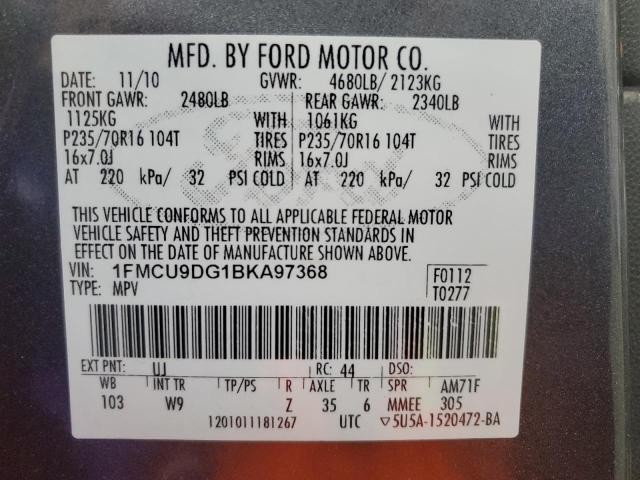 MFD. BY FORD MOTOR CO.
DATE: 11/10 GVWR: 4680LB/ 2123KG
FRONT GAWR: 2480LB REAR GAWR: 2340LB
1125KG WITH 1061KG WITH
P235/70R16 104T TIRES P235/70R16 104T TIRES
16x7.0J RIMS 16x7.0J RIMS
AT 220 kPa/ 32 PSI COLD AT 220 kPa/ 32 PSI COLD
THIS VEHICLE CONFORMS TO ALL APPLICABLE FEDERAL MOTOR
VEHICLE SAFETY AND THEFT PREVENTION STANDARDS IN
EFFECT ON THE DATE OF MANUFACTURE SHOWN ABOVE.
VIN: 1FMCU9DG1BKA97368 F0112
TYPE: MPV T0277
EXT PNT: UJ RC: 44 DSO:
WB INT TR TP/PS R AXLE TR SPR AM71F
103 W9 Z 35 6 MMEE 305
1201011181267 UTC ▽5U5A-1520472-BA